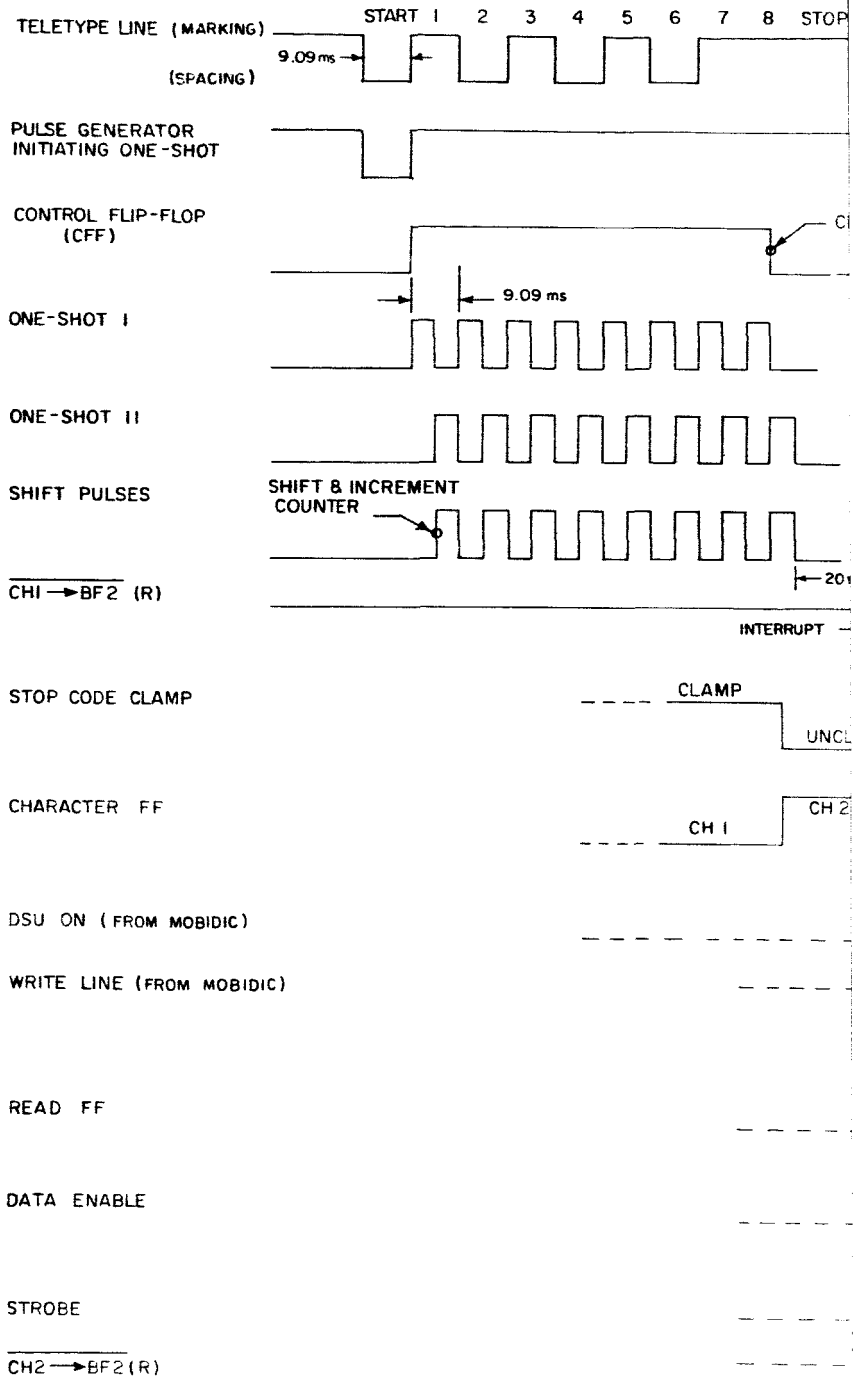 START 1 2 3 4 5 6 7 8 STOP
TELETYPE LINE (MARKING)
9.09 ms
(SPACING)
PULSE GENERATOR
INITIATING ONE-SHOT
CONTROL FLIP-FLOP
(CFF)
9.09 ms
ONE-SHOT I
ONE-SHOT II
SHIFT PULSES
SHIFT & INCREMENT
COUNTER
20
CH1 → BF2 (R)
INTERRUPT
STOP CODE CLAMP
CLAMP
UNCL
CHARACTER FF
CH 1
CH 2
DSU ON (FROM MOBIDIC)
WRITE LINE (FROM MOBIDIC)
READ FF
DATA ENABLE
STROBE
CH2 → BF2(R)